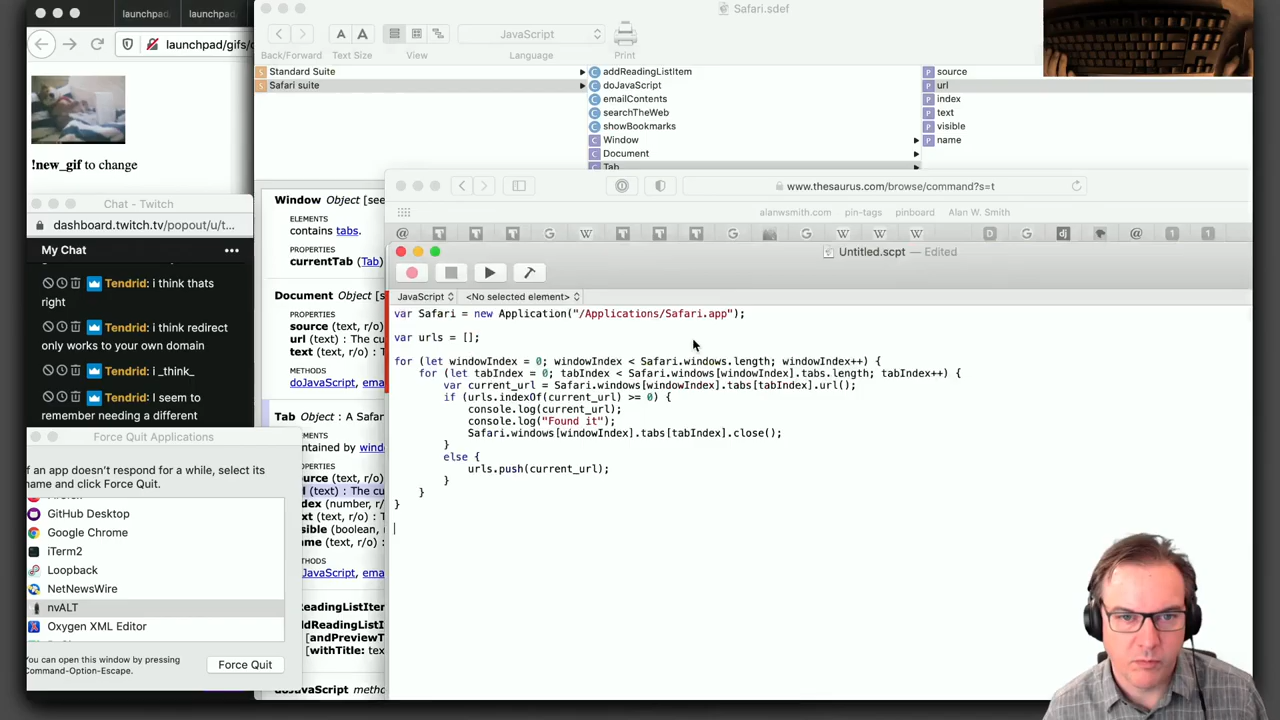 launchpad/
launchpad/
launchpad/gifs/
!new_gif to change
Chat - Twitch
dashboard.twitch.tv/popout/u/t...
My Chat
Tendrid: i think thats
right
Tendrid: i think redirect
only works to your own domain
Tendrid: i _think_
Tendrid: I seem to
remember needing a different
Force Quit Applications
If an app doesn't respond for a while, select its
name and click Force Quit.
GitHub Desktop
Google Chrome
iTerm2
Loopback
NetNewsWire
nvALT
Oxygen XML Editor
You can open this window by pressing
Command-Option-Escape.
Force Quit
Safari.sdef
A A
JavaScript
Back/Forward
Text Size
View
Language
Print
Standard Suite
Safari suite
addReadingListItem
doJavaScript
emailContents
searchTheWeb
showBookmarks
Window
Document
Tab
source
url
index
text
visible
name
Window Object [see
ELEMENTS
contains tabs.
PROPERTIES
currentTab (Tab)
Document Object [s
PROPERTIES
source (text, r/o)
url (text) : The cu
text (text, r/o) :
METHODS
doJavaScript, ema
Tab Object : A Safar
PROPERTIES
METHODS
doJavaScript, ema
[andPreviewT
[withTitle: tex
doJavaScript metho
www.thesaurus.com/browse/command?s=t
alanwsmith.com
pin-tags
pinboard
Alan W. Smith
Untitled.scpt — Edited
JavaScript
<No selected element>
var Safari = new Application("/Applications/Safari.app");
var urls = [];
for (let windowIndex = 0; windowIndex < Safari.windows.length; windowIndex++) {
for (let tabIndex = 0; tabIndex < Safari.windows[windowIndex].tabs.length; tabIndex++) {
var current_url = Safari.windows[windowIndex].tabs[tabIndex].url();
if (urls.indexOf(current_url) >= 0) {
console.log(current_url);
console.log("Found it");
Safari.windows[windowIndex].tabs[tabIndex].close();
}
else {
urls.push(current_url);
}
}
}